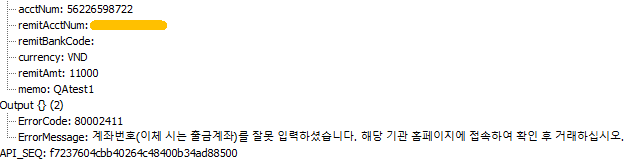 acctNum: 56226598722
remitAcctNum:
remitBankCode:
currency: VND
remitAmt: 11000
memo: QAtest1
Output {} (2)
ErrorCode: 80002411
ErrorMessage: 계좌번호(이체 시는 출금계좌)를 잘못 입력하셨습니다. 해당 기관 홈페이지에 접속하여 확인 후 거래하십시오.
API_SEQ: f7237604cbb40264c48400b34ad88500